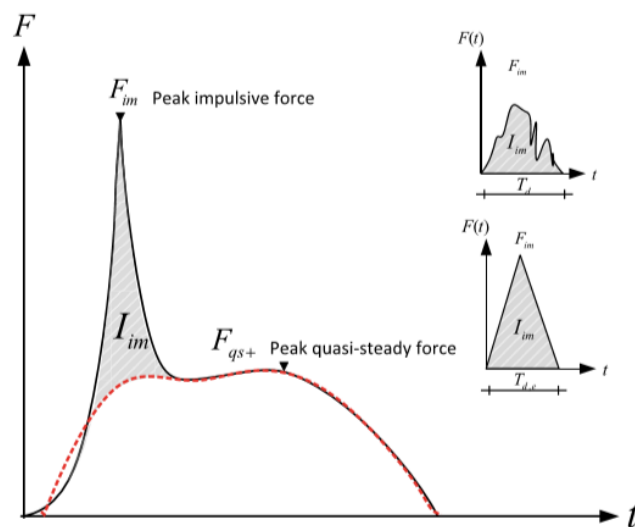 F
F_im Peak impulsive force
I_im
F_qs+ Peak quasi-steady force
t
F(t)
F_im
I_im
T_d
t
F(t)
F_im
I_im
T_d,e
t